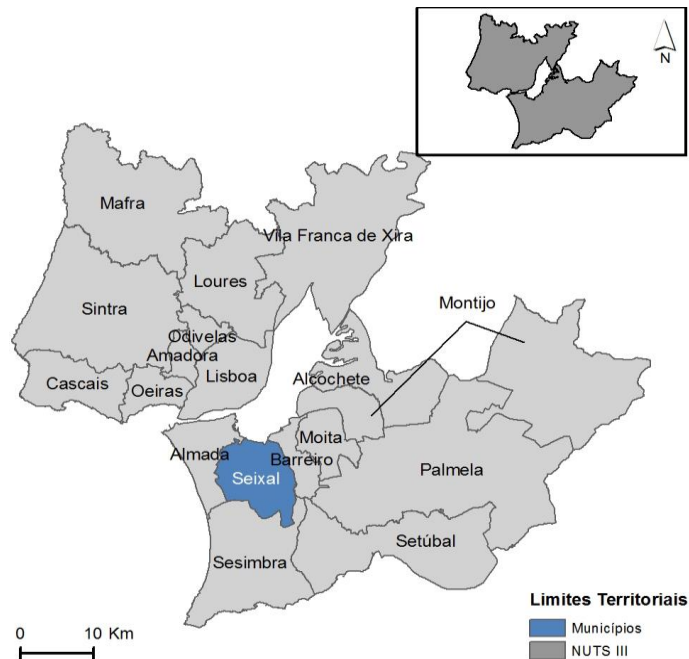 N
Mafra
Vila Franca de Xira
Loures
Sintra
Montijo
Odivelas
Amadora
Lisboa
Alcochete
Cascais
Oeiras
Moita
Almada
Barreiro
Palmela
Seixal
Setúbal
Sesimbra
Limites Territoriais
0 10 Km
Municípios
NUTS III